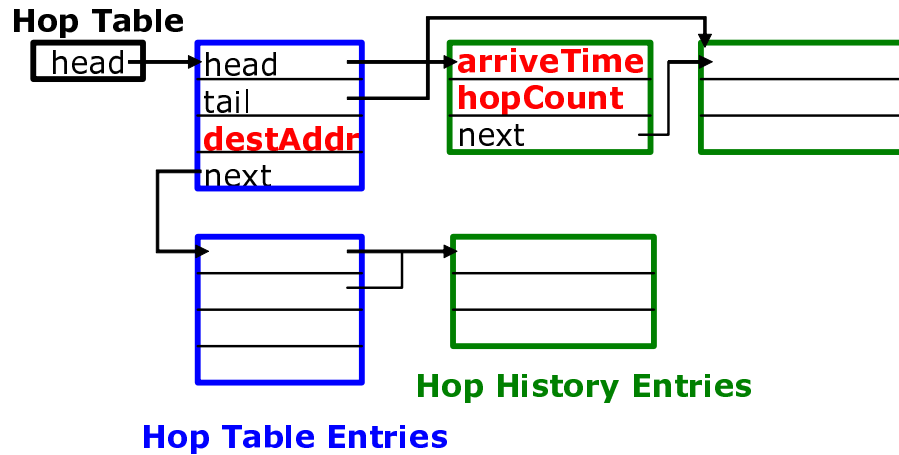 Hop Table
head
head
tail
destAddr
next
arriveTime
hopCount
next
Hop History Entries
Hop Table Entries